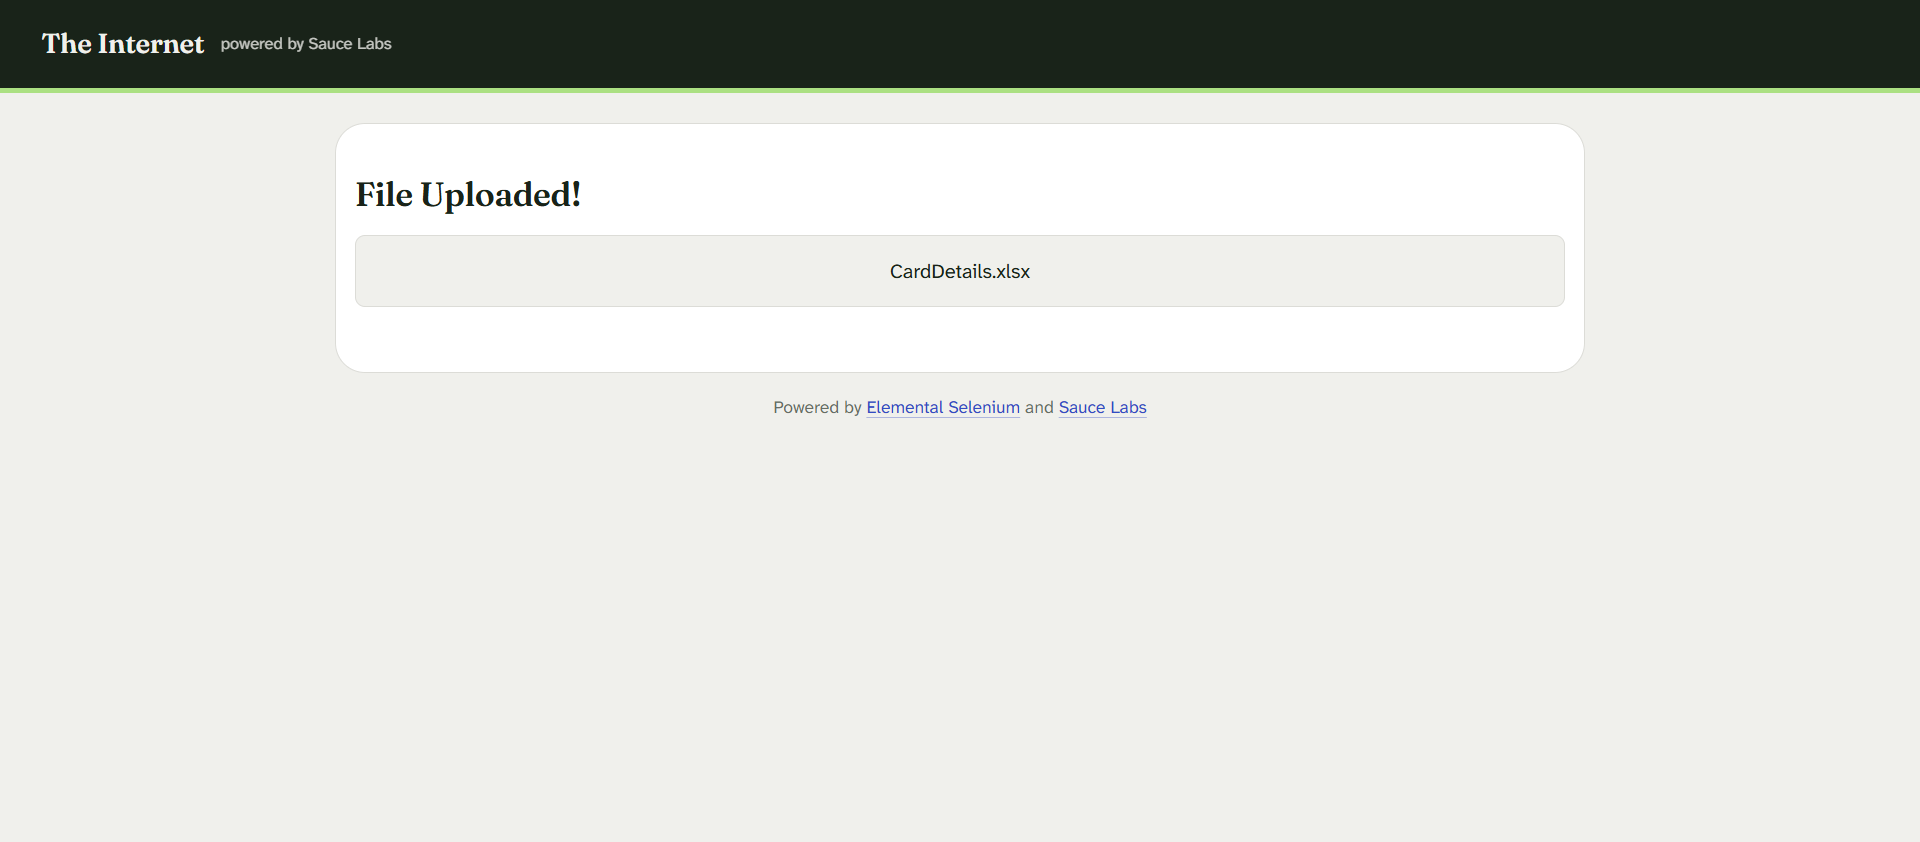 The Internet powered by Sauce Labs
File Uploaded!
CardDetails.xlsx
Powered by Elemental Selenium and Sauce Labs